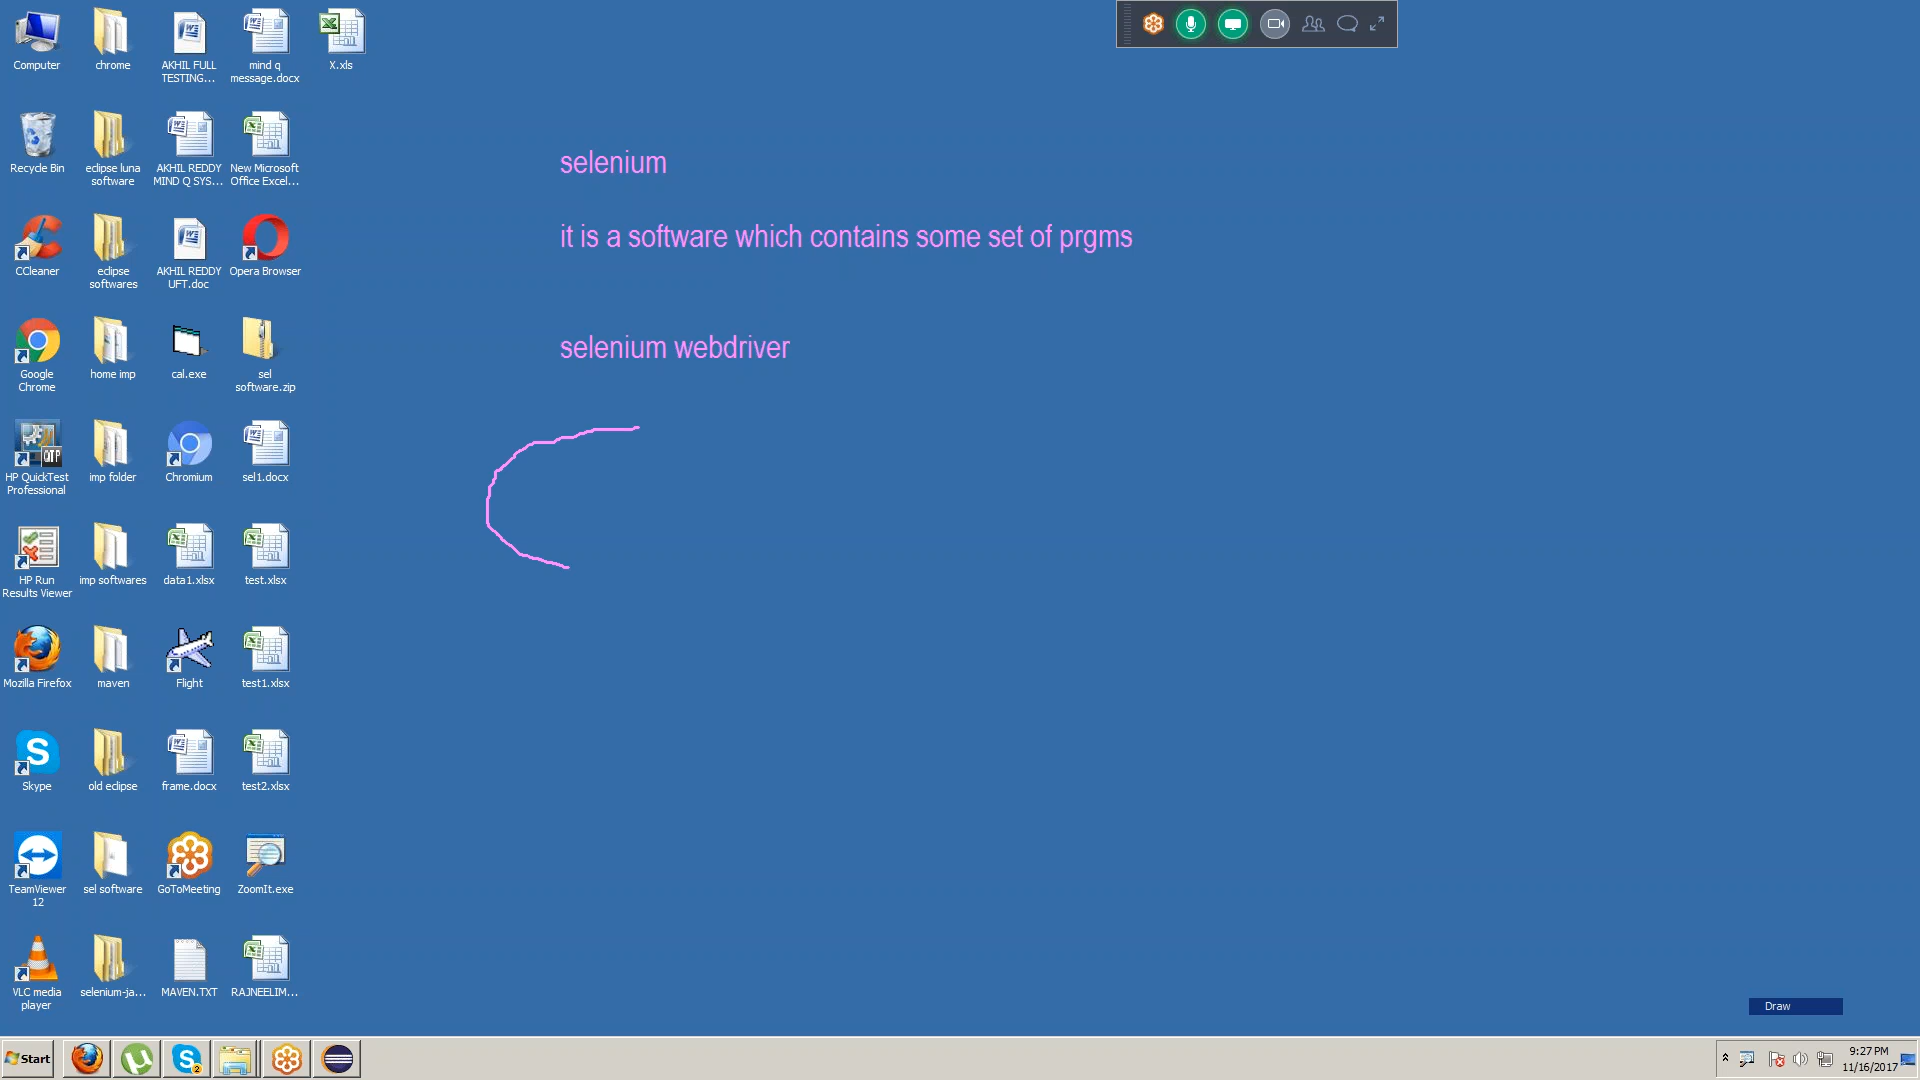 Computer
chrome
AKHIL FULL
TESTING...
mind q
message.docx
X.xls
Recycle Bin
eclipse luna
software
AKHIL REDDY
MIND Q SYS...
New Microsoft
Office Excel...
selenium
it is a software which contains some set of prgms
CCleaner
eclipse
softwares
AKHIL REDDY
UFT.doc
Opera Browser
selenium webdriver
Google
Chrome
home imp
cal.exe
sel
software.zip
HP QuickTest
Professional
QTP
imp folder
Chromium
sel1.docx
HP Run
Results Viewer
imp softwares
data1.xlsx
test.xlsx
Mozilla Firefox
maven
Flight
test1.xlsx
Skype
old eclipse
frame.docx
test2.xlsx
TeamViewer
12
sel software
GoToMeeting
ZoomIt.exe
VLC media
player
selenium-ja...
MAVEN.TXT
RAJNEELIM...
Draw
Start
2
9:27 PM
11/16/2017